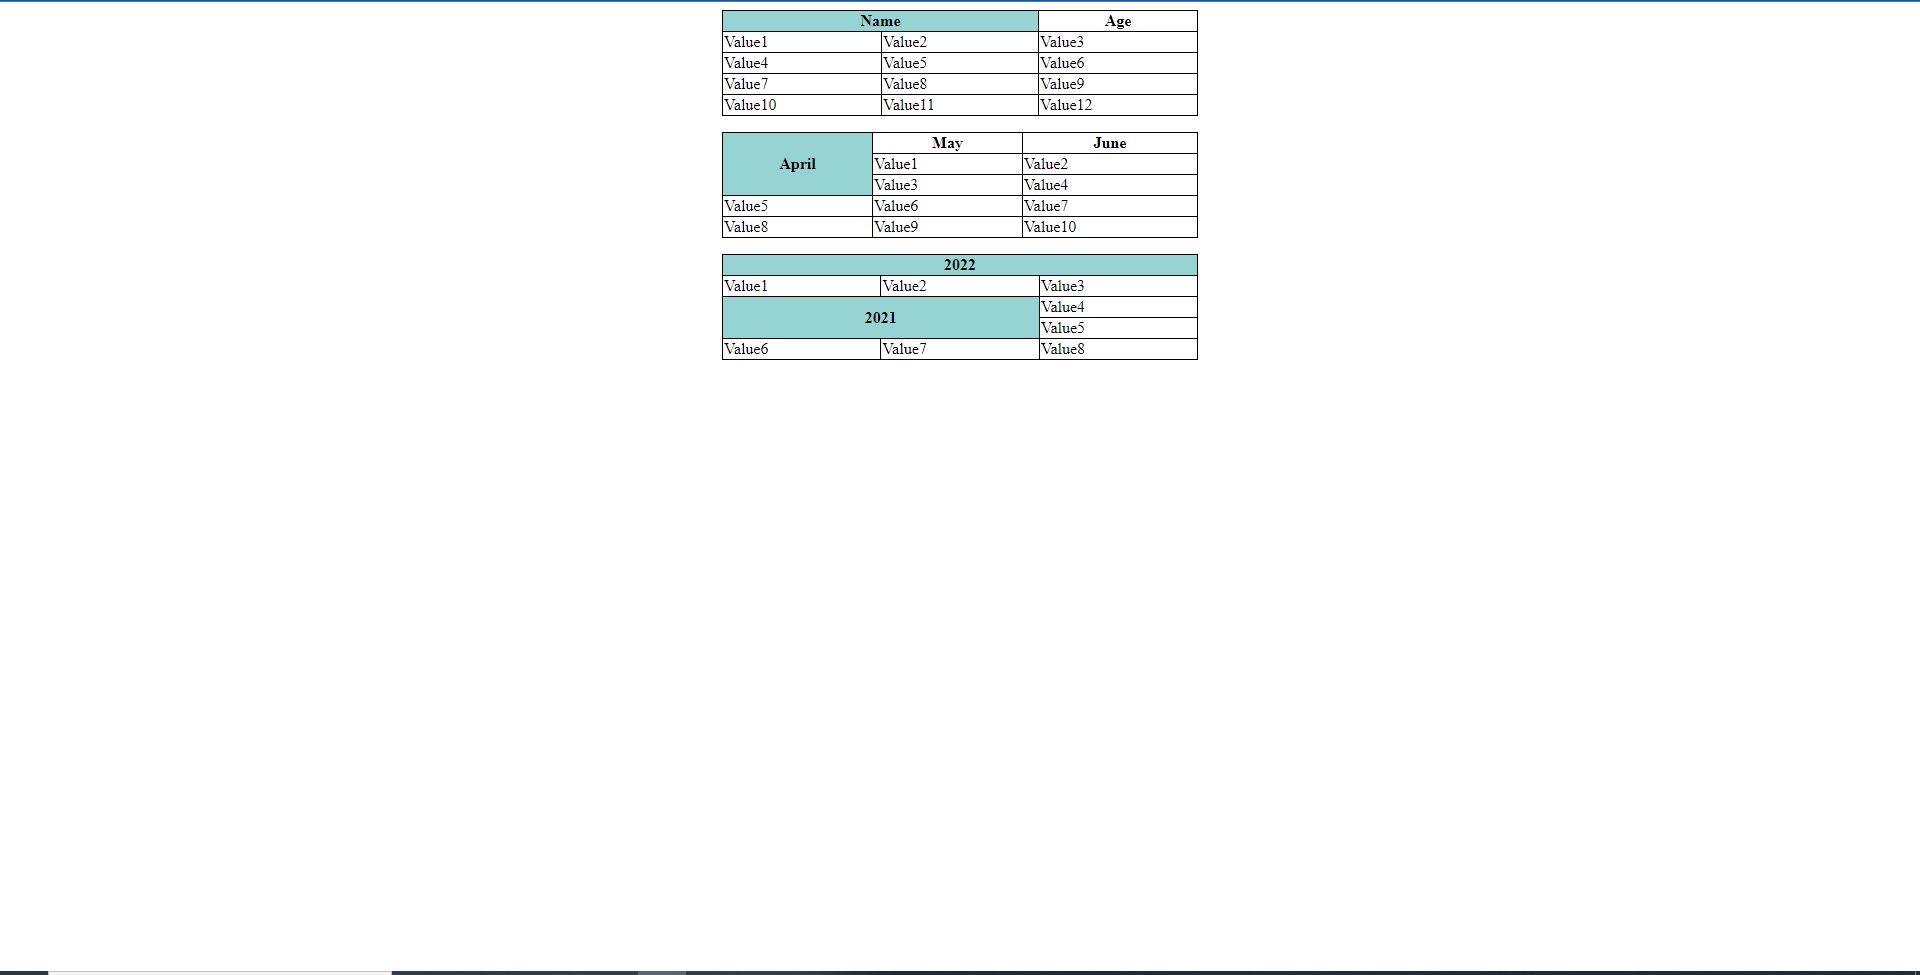 Name Age
Value1 Value2 Value3
Value4 Value5 Value6
Value7 Value8 Value9
Value10 Value11 Value12
May June
April Value1 Value2
Value3 Value4
Value5 Value6 Value7
Value8 Value9 Value10
2022
Value1 Value2 Value3
Value4
2021
Value5
Value6 Value7 Value8